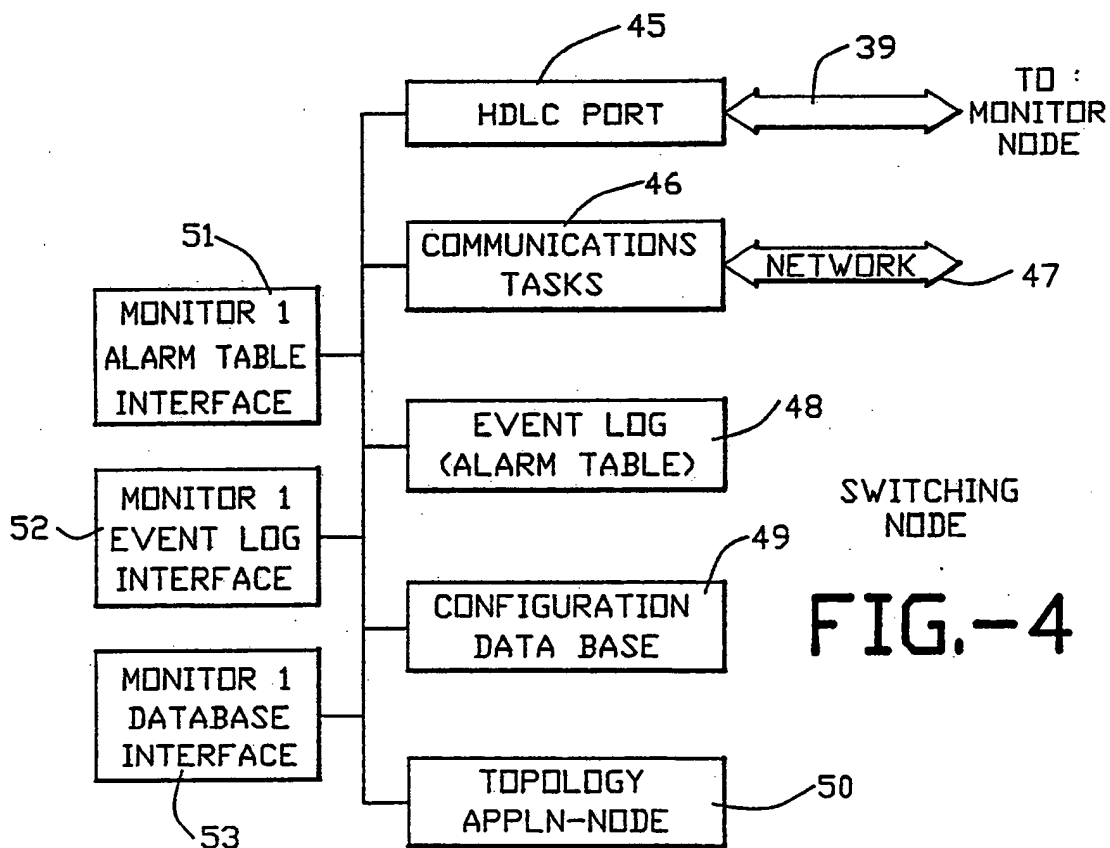 45
39
HDLC PORT
TO :
MONITOR
NODE
46
COMMUNICATIONS
TASKS
NETWORK
47
51
MONITOR 1
ALARM TABLE
INTERFACE
48
EVENT LOG
(ALARM TABLE)
52
MONITOR 1
EVENT LOG
INTERFACE
SWITCHING
NODE
49
CONFIGURATION
DATA BASE
FIG.-4
MONITOR 1
DATABASE
INTERFACE
53
TOPOLOGY
APPLN-NODE
50